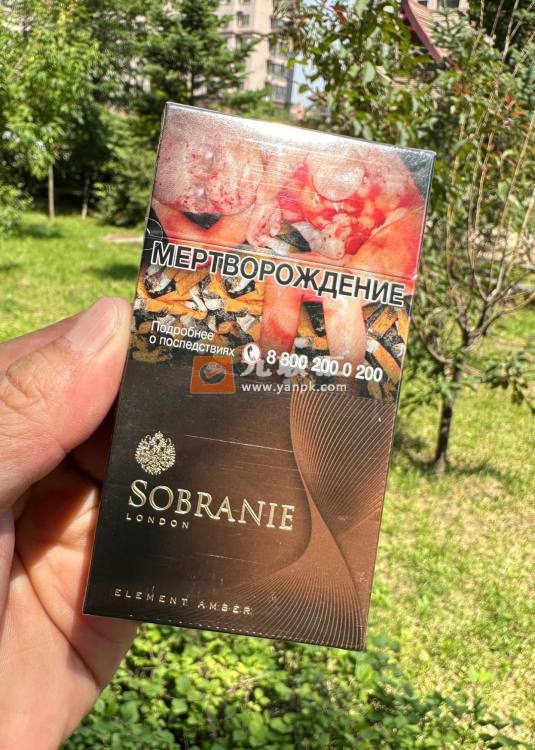 МЕРТВОРОЖДЕНИЕ
Подробнее
о последствиях
8 800 200 0 200
www.yanpk.com
SOBRANIE
LONDON
ELEMENT AMBER